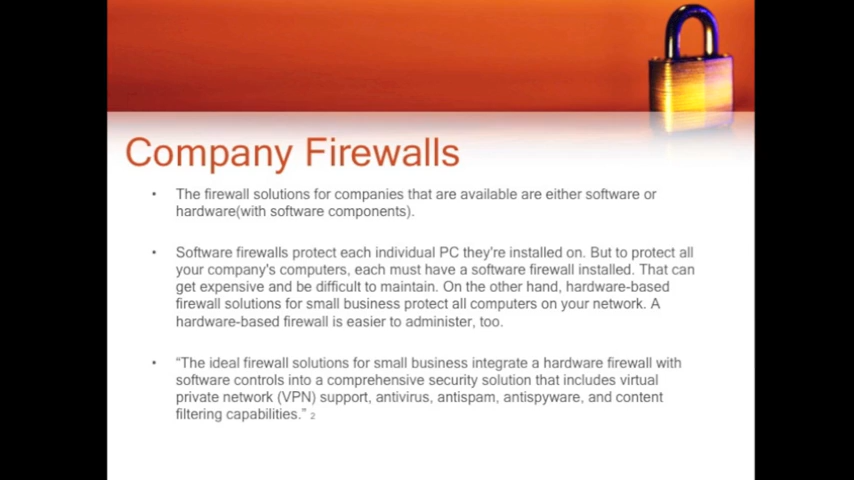 Company Firewalls
• The firewall solutions for companies that are available are either software or
hardware(with software components).
• Software firewalls protect each individual PC they're installed on. But to protect all
your company's computers, each must have a software firewall installed. That can
get expensive and be difficult to maintain. On the other hand, hardware-based
firewall solutions for small business protect all computers on your network. A
hardware-based firewall is easier to administer, too.
• “The ideal firewall solutions for small business integrate a hardware firewall with
software controls into a comprehensive security solution that includes virtual
private network (VPN) support, antivirus, antispam, antispyware, and content
filtering capabilities.” 2